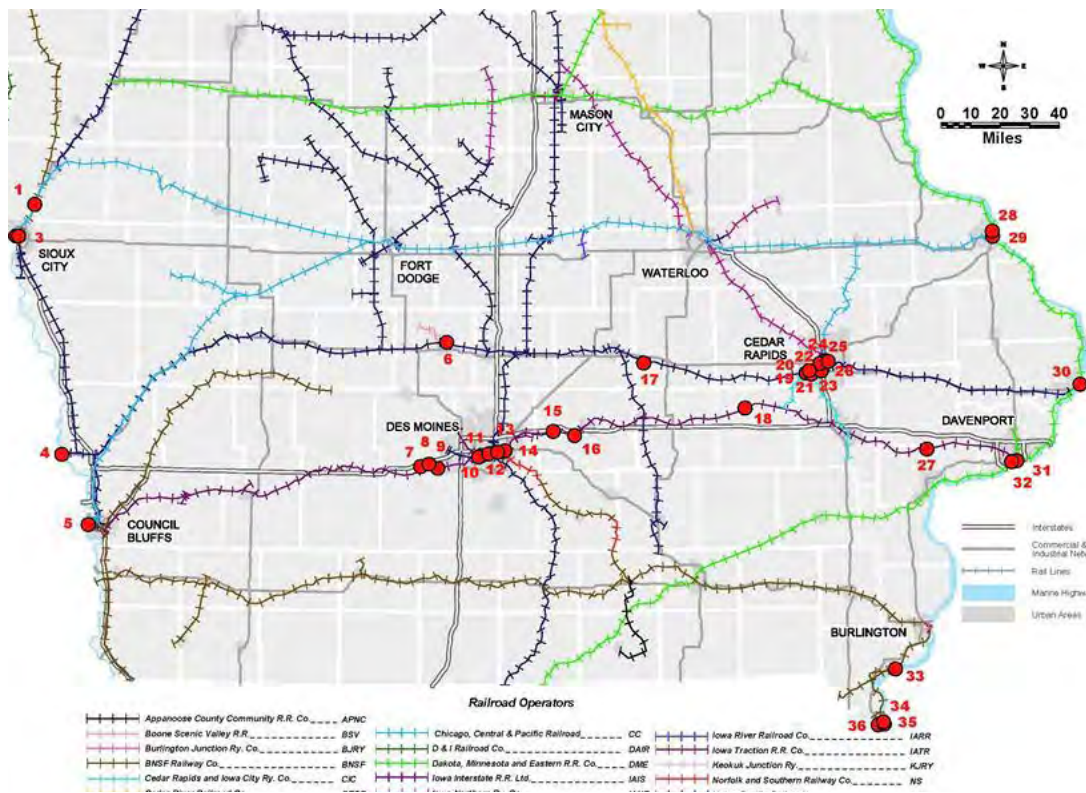 MASON
CITY
N
W E
S
0 20 40 60
Miles
1
3
SIOUX
CITY
28
29
FORT
DODGE
WATERLOO
6
CEDAR
RAPIDS
24
25
22
20
19
21
23
26
17
30
18
DAVENPORT
15
16
DES MOINES
13
11
8
9
7
10
12
14
4
27
31
32
5
COUNCIL
BLUFFS
Interstates
Commercial &
Industrial Netw
Rail Lines
Marine Highw
Urban Areas
BURLINGTON
33
34
36
35
Railroad Operators
Appanoose County Community R.R. Co. APNC
Boone Scenic Valley R.R. BSV
Burlington Junction Ry. Co. BJRY
BNSF Railway Co. BNSF
Cedar Rapids and Iowa City Ry. Co. CIC
Chicago, Central & Pacific Railroad CC
D & I Railroad Co. DAIR
Dakota, Minnesota and Eastern R.R. Co. DME
Iowa Interstate R.R. Ltd. IAIS
Iowa River Railroad Co. IARR
Iowa Traction R.R. Co. IATR
Keokuk Junction Ry. KJRY
Norfolk and Southern Railway Co. NS